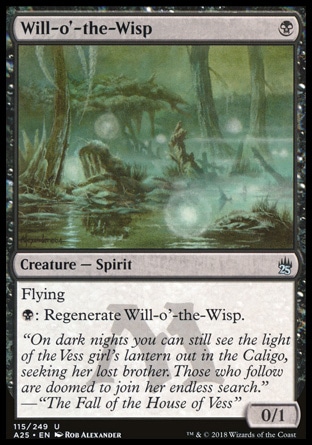 Will-o'-the-Wisp
Creature — Spirit
25
Flying
: Regenerate Will-o'-the-Wisp.
"On dark nights you can still see the light
of the Vess girl's lantern out in the Caligo,
seeking her lost brother. Those who follow
are doomed to join her endless search."
—"The Fall of the House of Vess"
0/1
115/249 U
A25 • EN Rob Alexander
™ & © 2018 Wizards of the Coast